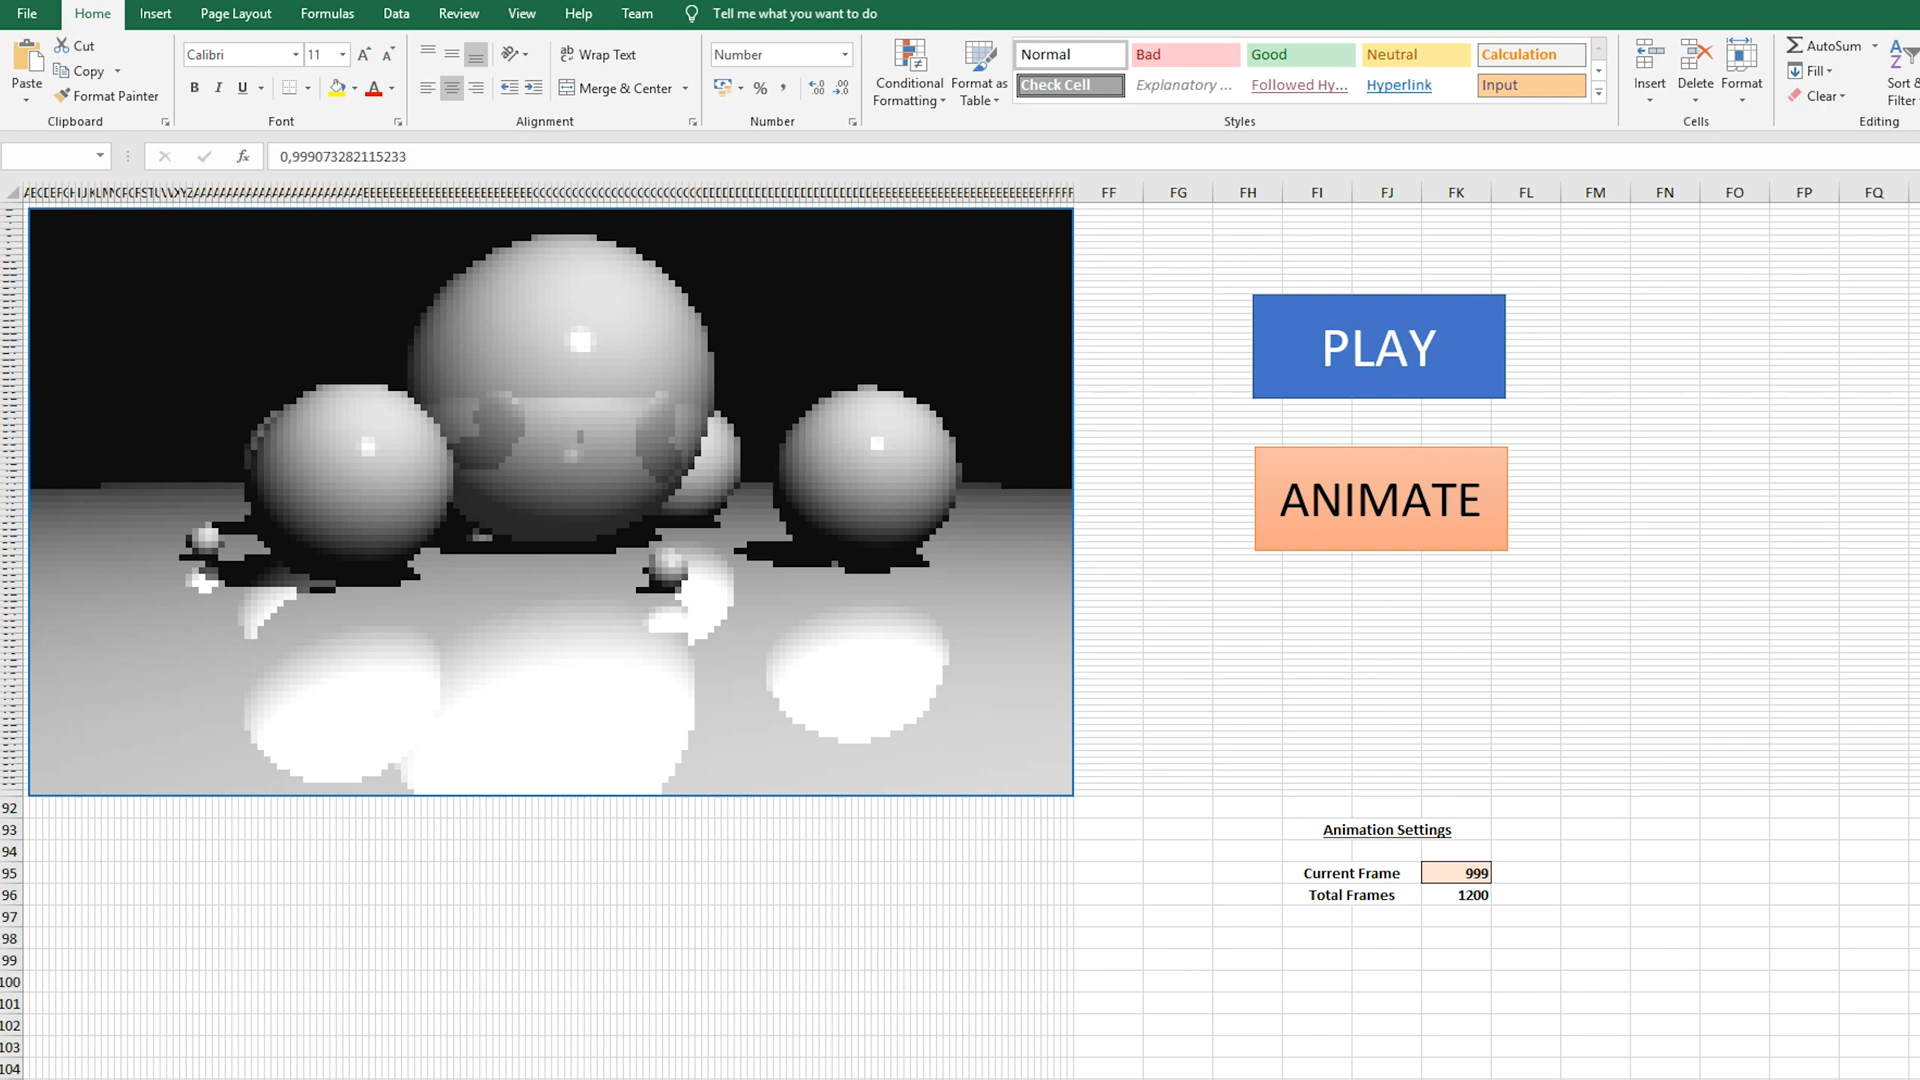 File Home Insert Page Layout Formulas Data Review View Help Team Tell me what you want to do
Paste Cut Copy Format Painter
Clipboard
Calibri 11
B I U A
Font
Wrap Text
Merge & Center
Alignment
Number
% ,
Number
Conditional Formatting
Format as Table
Normal Bad Good Neutral Calculation
Check Cell Explanatory ... Followed Hy... Hyperlink Input
Styles
Insert Delete Format
Cells
AutoSum
Fill
Clear
Sort &
Filter
Editing
fx 0,999073282115233
FF FG FH FI FJ FK FL FM FN FO FP FQ
PLAY
ANIMATE
92
93 Animation Settings
94
95 Current Frame 999
96 Total Frames 1200
97
98
99
100
101
102
103
104